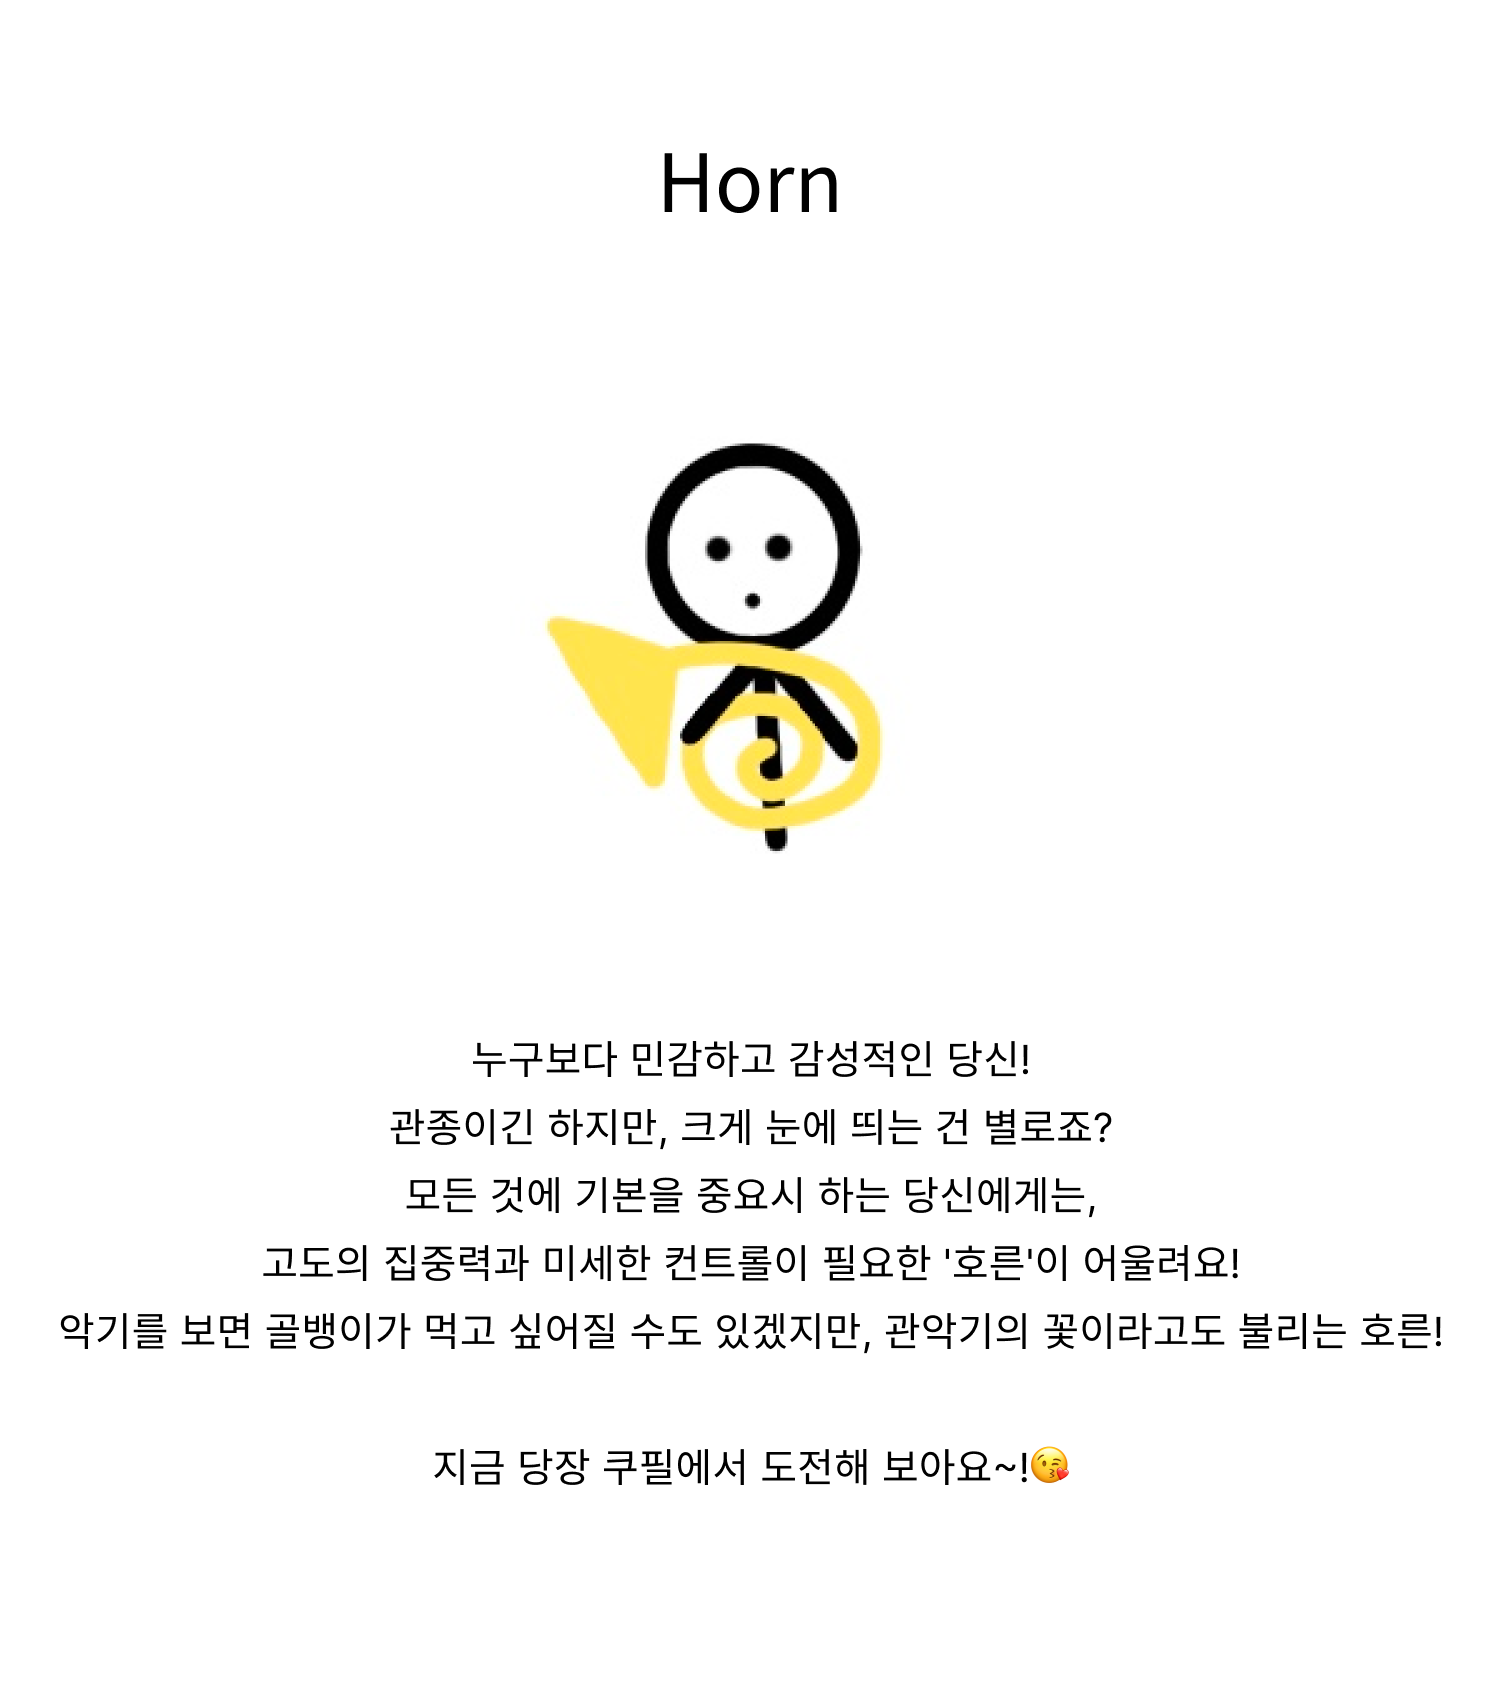 Horn
누구보다 민감하고 감성적인 당신!
관종이긴 하지만, 크게 눈에 띄는 건 별로죠?
모든 것에 기본을 중요시 하는 당신에게는,
고도의 집중력과 미세한 컨트롤이 필요한 '호른'이 어울려요!
악기를 보면 골뱅이가 먹고 싶어질 수도 있겠지만, 관악기의 꽃이라고도 불리는 호른!
지금 당장 쿠필에서 도전해 보아요~!😘